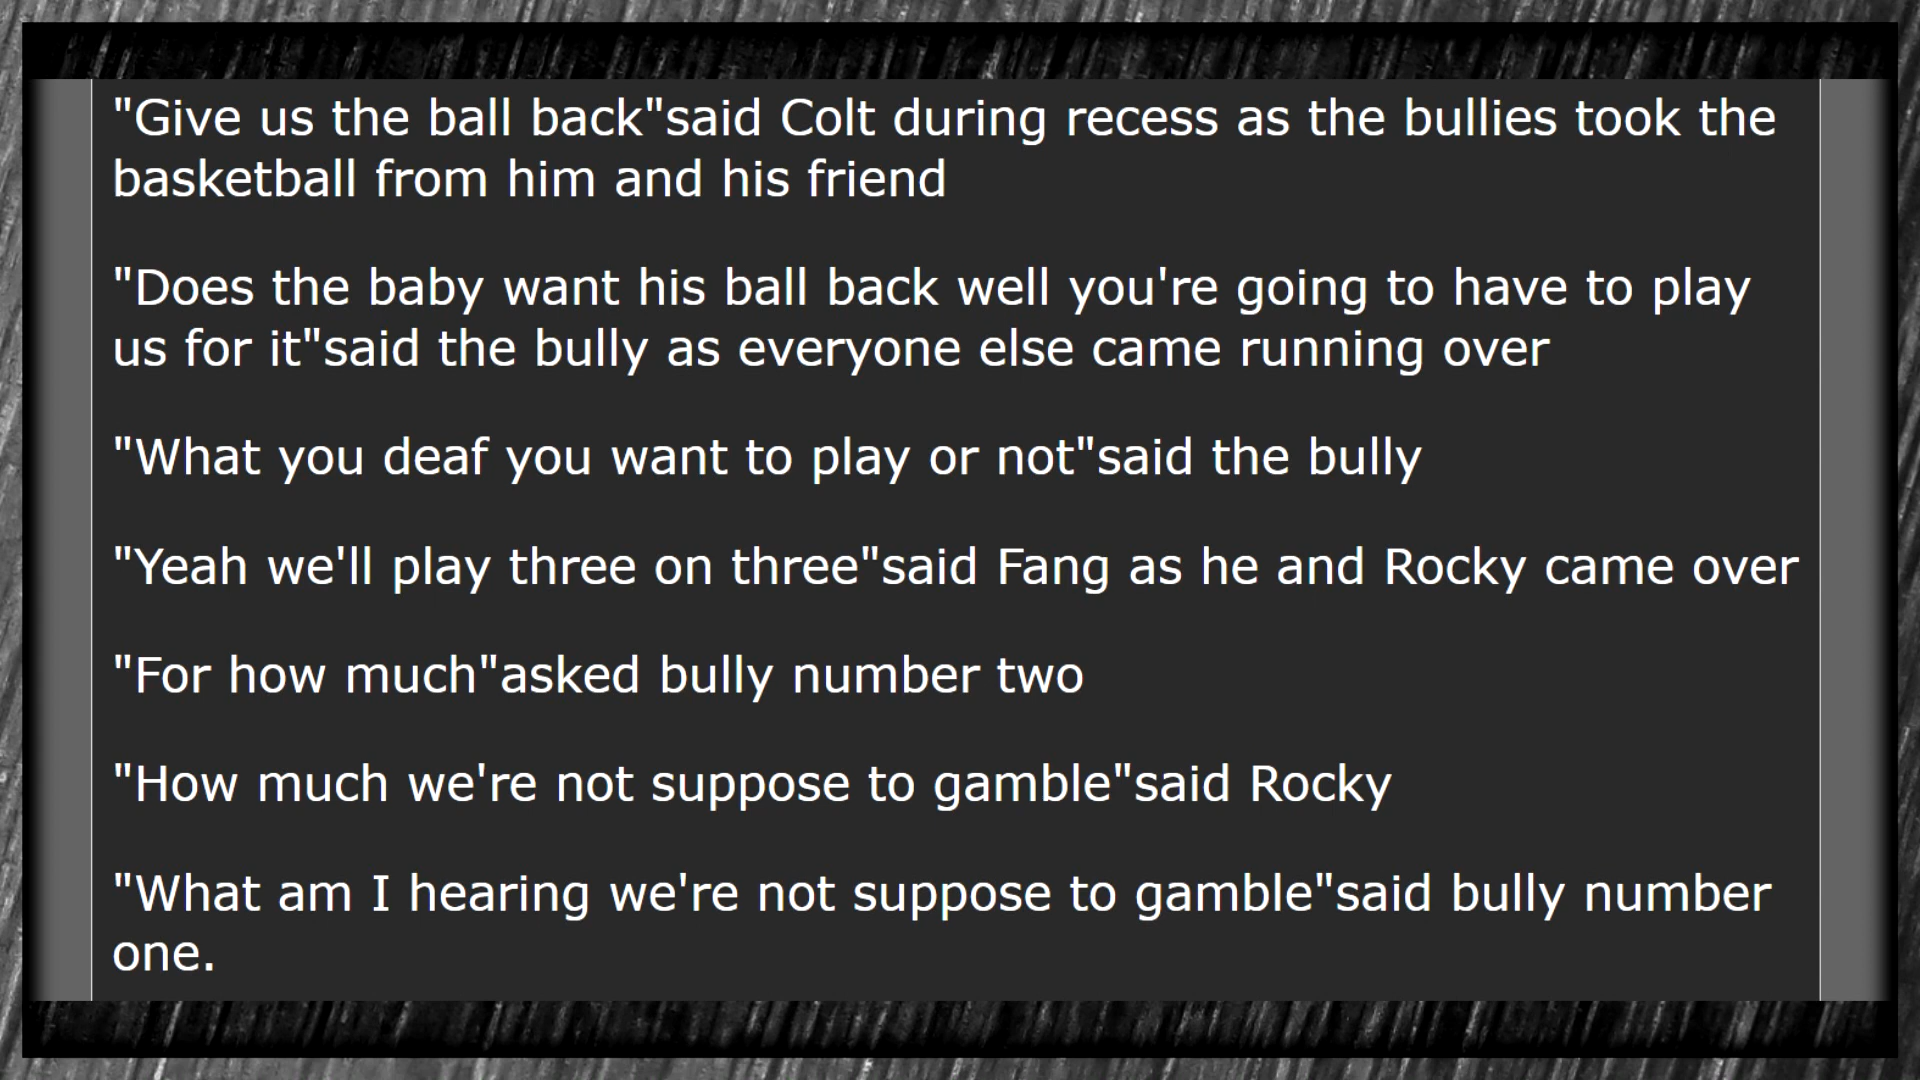 "Give us the ball back"said Colt during recess as the bullies took the
basketball from him and his friend
"Does the baby want his ball back well you're going to have to play
us for it"said the bully as everyone else came running over
"What you deaf you want to play or not"said the bully
"Yeah we'll play three on three"said Fang as he and Rocky came over
"For how much"asked bully number two
"How much we're not suppose to gamble"said Rocky
"What am I hearing we're not suppose to gamble"said bully number
one.